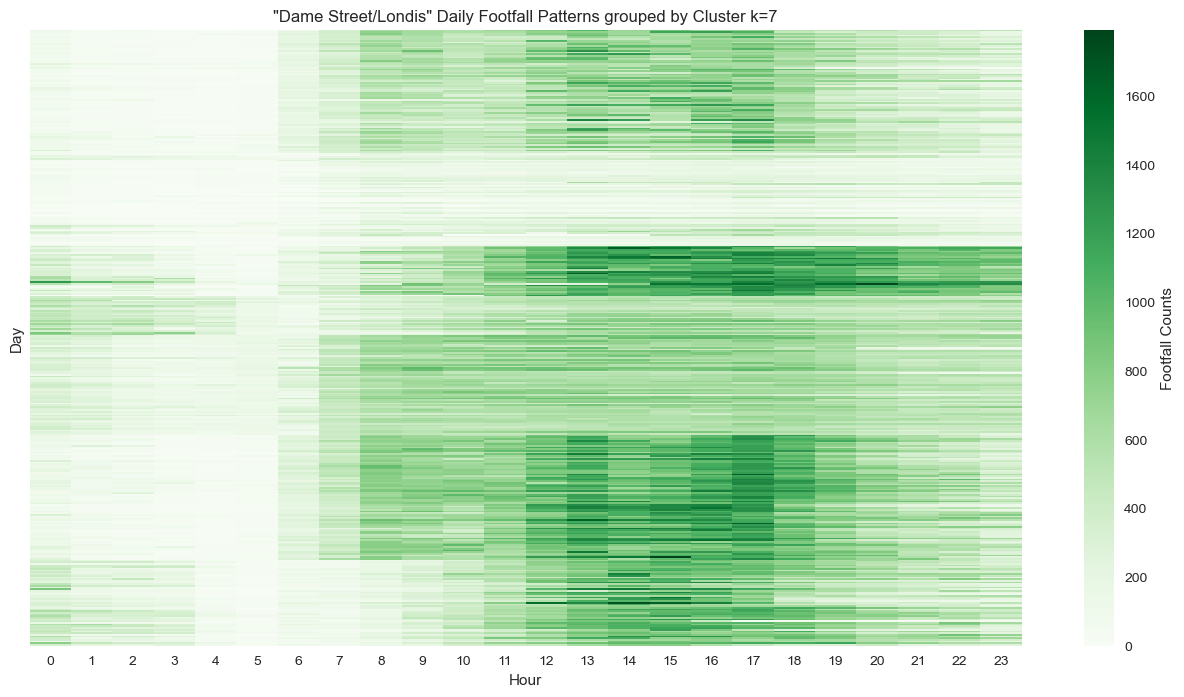 "Dame Street/Londis" Daily Footfall Patterns grouped by Cluster k=7
Day
0 1 2 3 4 5 6 7 8 9 10 11 12 13 14 15 16 17 18 19 20 21 22 23
Hour
1600
1400
1200
1000
800
600
400
200
0
Footfall Counts